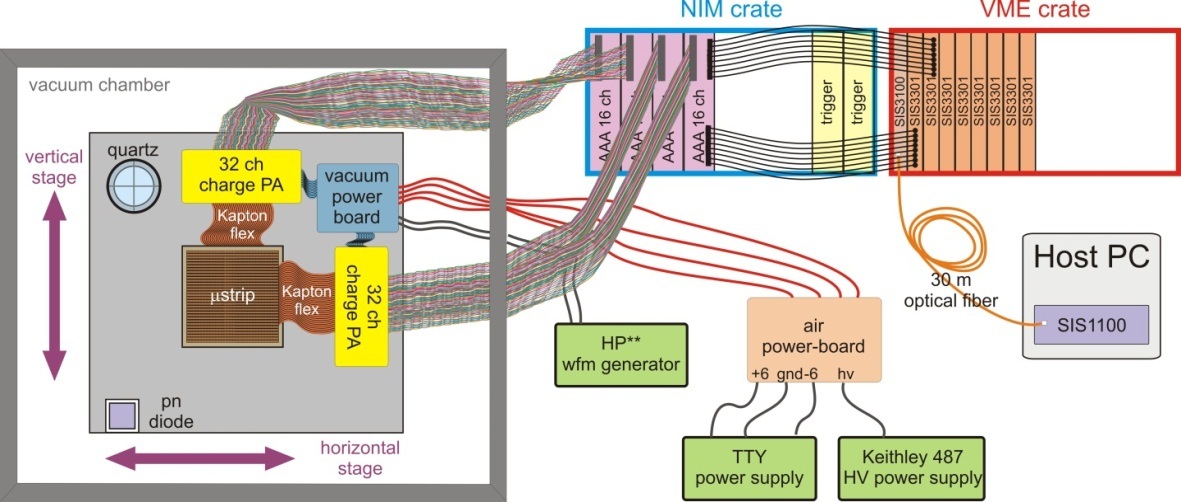 NIM crate
VME crate
vacuum chamber
AAA 16 ch
AAA
AAA
AAA 16 ch
trigger
trigger
SIS3100
SIS3301
SIS3301
SIS3301
SIS3301
SIS3301
SIS3301
SIS3301
SIS3301
vertical
stage
quartz
32 ch
charge PA
vacuum
power
board
Kapton
flex
µstrip
Kapton
flex
32 ch
charge PA
pn
diode
horizontal
stage
HP**
wfm generator
air
power-board
+6 gnd -6 hv
TTY
power supply
Keithley 487
HV power supply
30 m
optical fiber
Host PC
SIS1100